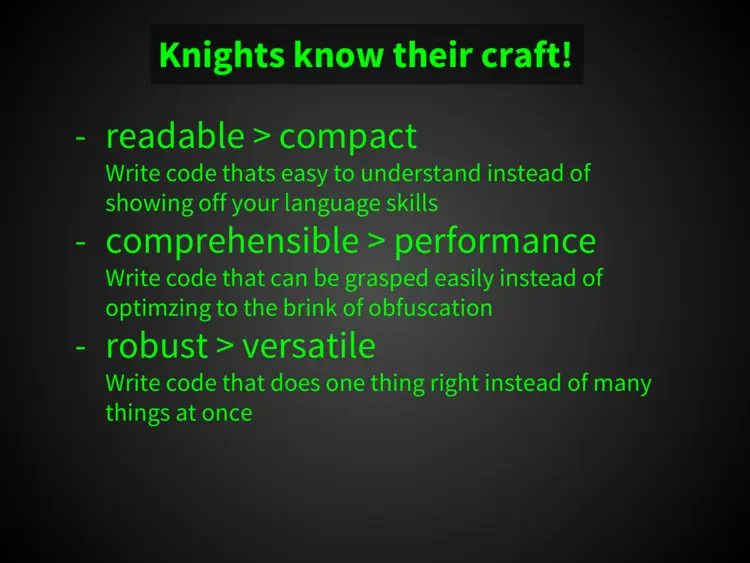 Knights know their craft!
- readable > compact
Write code thats easy to understand instead of
showing off your language skills
- comprehensible > performance
Write code that can be grasped easily instead of
optimzing to the brink of obfuscation
- robust > versatile
Write code that does one thing right instead of many
things at once